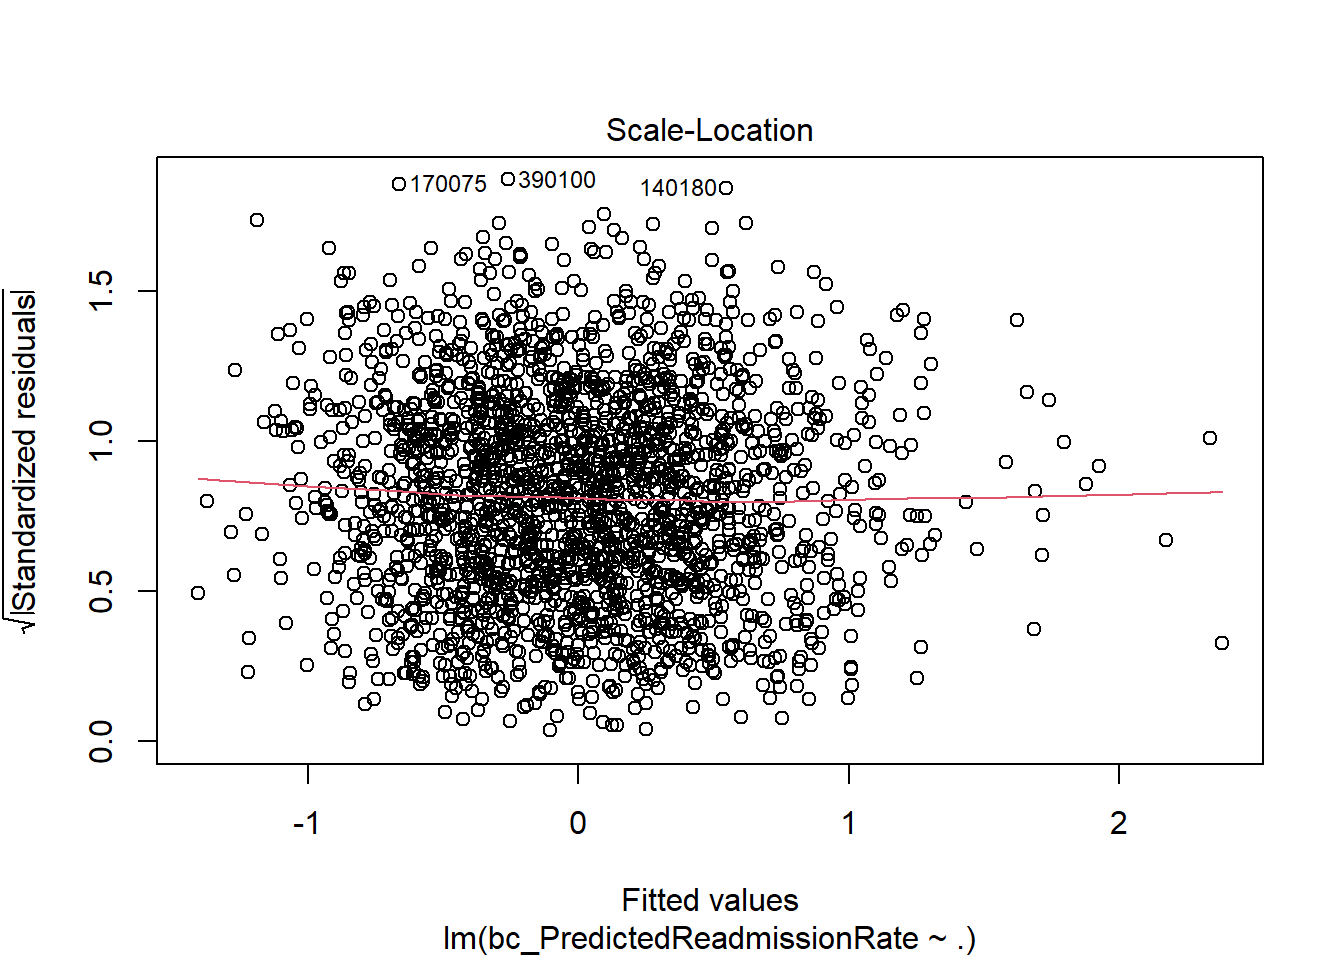 Scale-Location
170075
390100
140180
√|Standardized residuals|
1.5
1.0
0.5
0.0
-1 0 1 2
Fitted values
lm(bc_PredictedReadmissionRate ~ .)